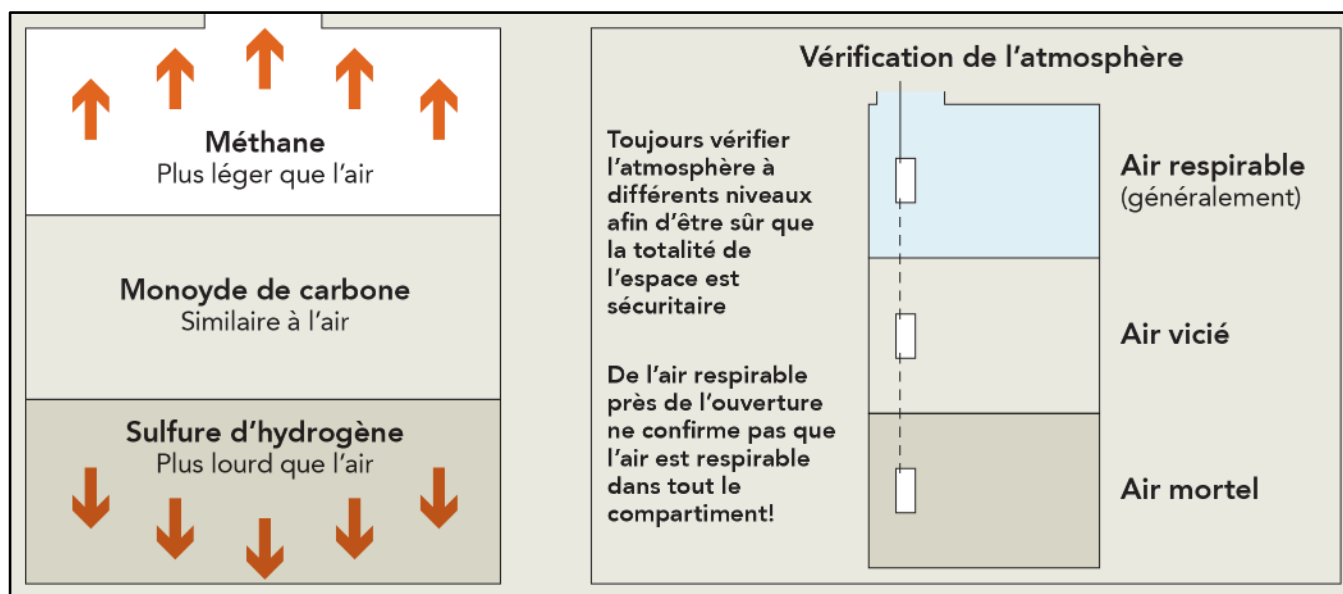 Méthane
Plus léger que l'air
Monoyde de carbone
Similaire à l'air
Sulfure d'hydrogène
Plus lourd que l'air
Vérification de l'atmosphère
Toujours vérifier
l'atmosphère à
différents niveaux
afin d'être sûr que
la totalité de
l'espace est
sécuritaire
De l'air respirable
près de l'ouverture
ne confirme pas que
l'air est respirable
dans tout le
compartiment!
Air respirable
(généralement)
Air vicié
Air mortel